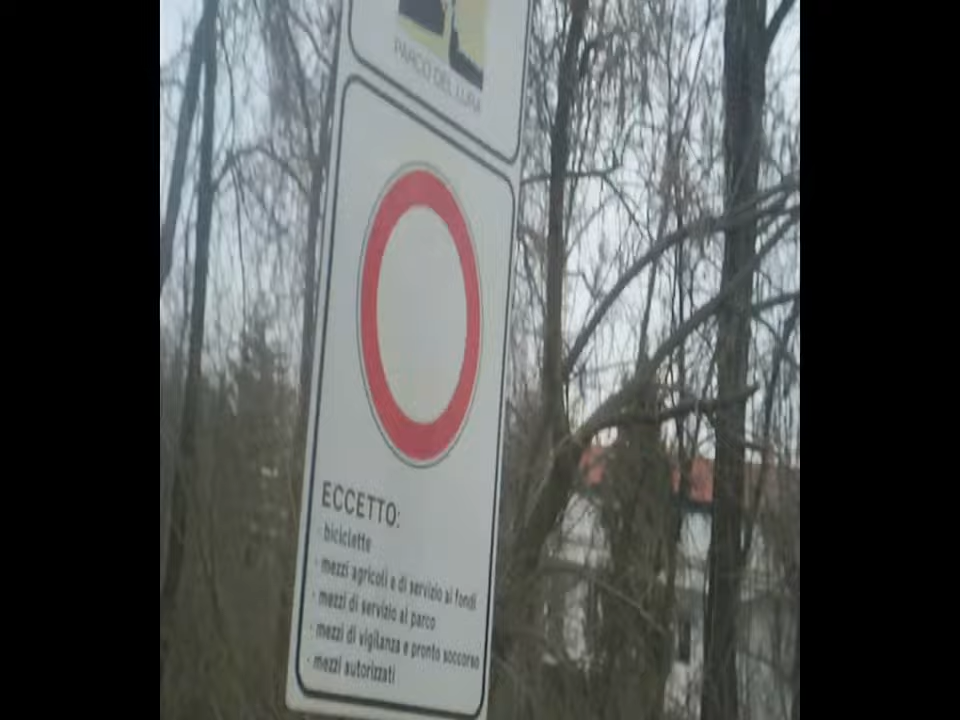 PARCO DEL LURA
ECCETTO:
· biciclette
· mezzi agricoli e di servizio ai fondi
· mezzi di servizio al parco
· mezzi di vigilanza e pronto soccorso
· mezzi autorizzati